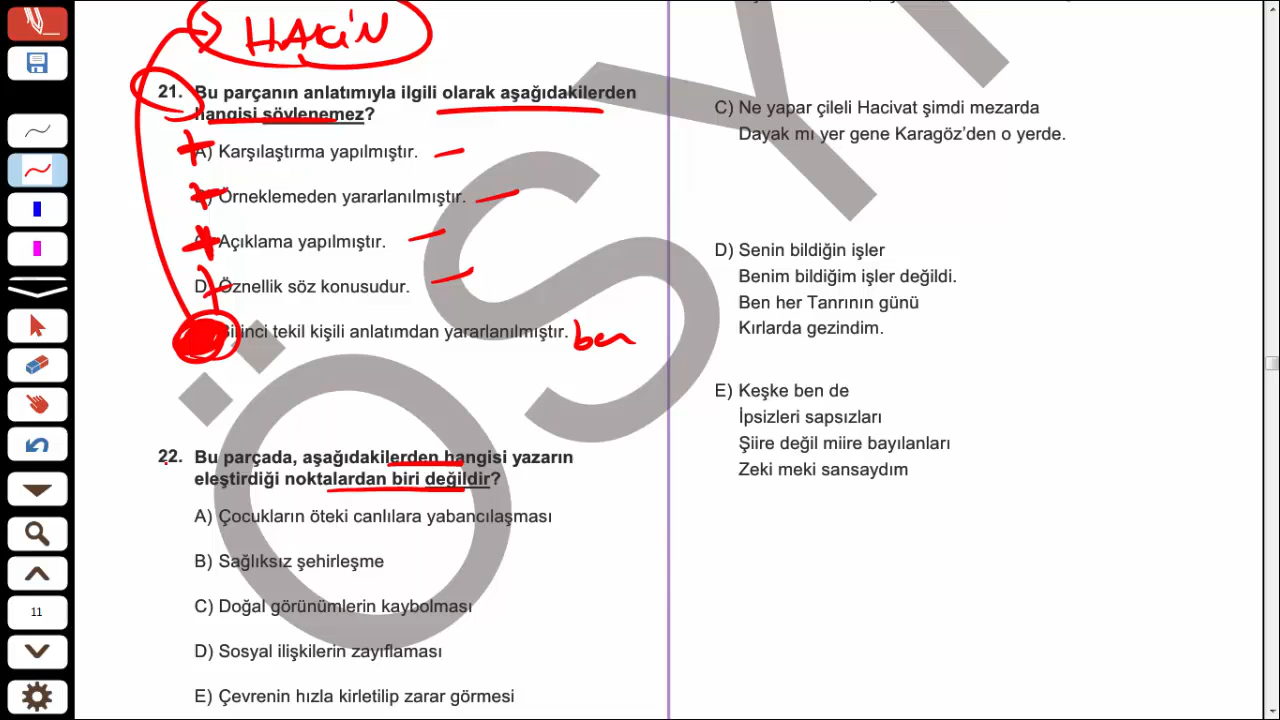 HACİN
21. Bu parçanın anlatımıyla ilgili olarak aşağıdakilerden
hangisi söylenemez?
A) Karşılaştırma yapılmıştır.
B) Örneklemeden yararlanılmıştır.
C) Açıklama yapılmıştır.
D) Öznellik söz konusudur.
Birinci tekil kişili anlatımdan yararlanılmıştır. ben
22. Bu parçada, aşağıdakilerden hangisi yazarın
eleştirdiği noktalardan biri değildir?
A) Çocukların öteki canlılara yabancılaşması
B) Sağlıksız şehirleşme
C) Doğal görünümlerin kaybolması
D) Sosyal ilişkilerin zayıflaması
E) Çevrenin hızla kirletilip zarar görmesi
C) Ne yapar çileli Hacivat şimdi mezarda
Dayak mı yer gene Karagöz’den o yerde.
D) Senin bildiğin işler
Benim bildiğim işler değildi.
Ben her Tanrının günü
Kırlarda gezindim.
E) Keşke ben de
İpsizleri sapsızları
Şiire değil miire bayılanları
Zeki meki sansaydım
ÖSY
11